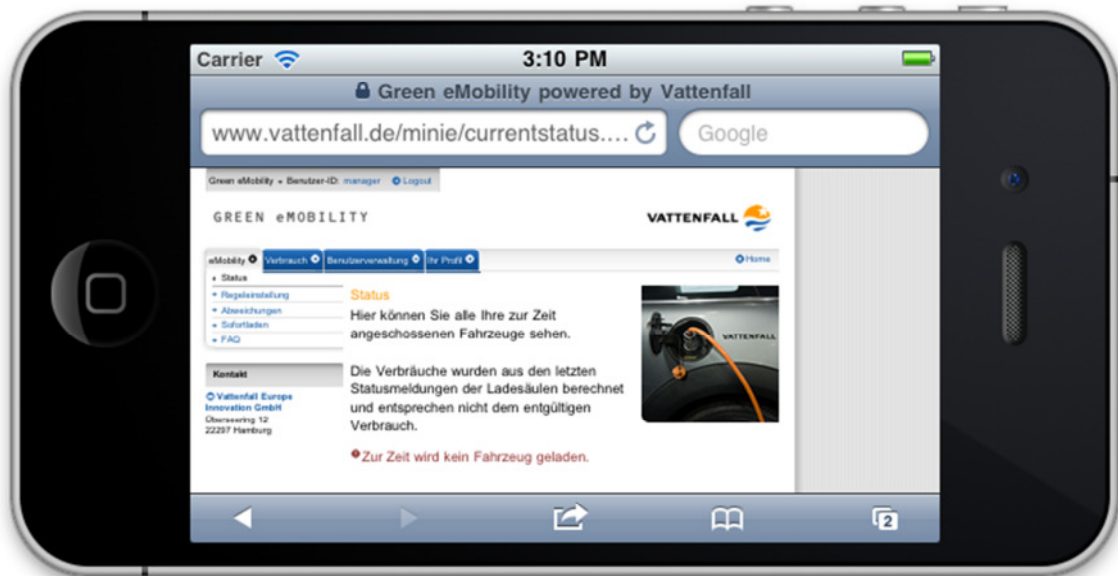 Carrier 3:10 PM
Green eMobility powered by Vattenfall
www.vattenfall.de/minie/currentstatus.... Google
Green eMobility • Benutzer-ID: manager Logout
GREEN eMOBILITY VATTENFALL
eMobility Verbrauch Benutzerverwaltung Ihr Profil Home
Status
Regeleinstellung
Abweichungen
Sofortladen
FAQ
Kontakt
Vattenfall Europe
Innovation GmbH
Überseering 12
22297 Hamburg
Status
Hier können Sie alle Ihre zur Zeit
angeschossenen Fahrzeuge sehen.
Die Verbräuche wurden aus den letzten
Statusmeldungen der Ladesäulen berechnet
und entsprechen nicht dem entgültigen
Verbrauch.
Zur Zeit wird kein Fahrzeug geladen.
VATTENFALL
2